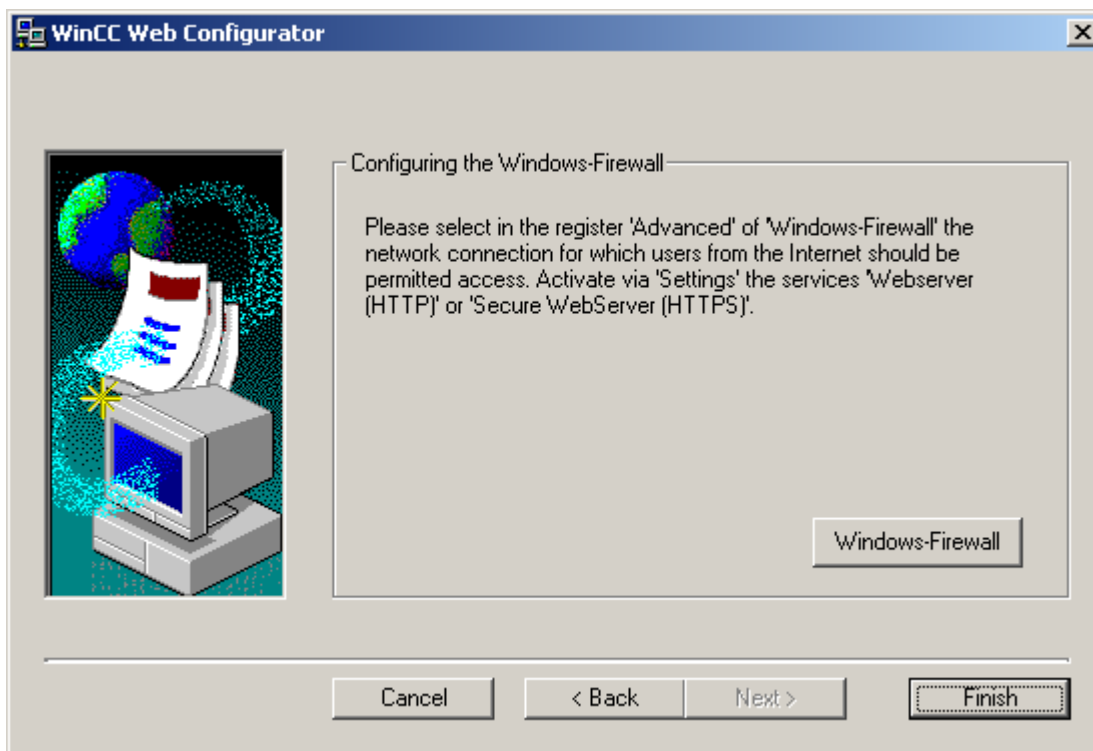 WinCC Web Configurator
Configuring the Windows-Firewall
Please select in the register 'Advanced' of 'Windows-Firewall' the
network connection for which users from the Internet should be
permitted access. Activate via 'Settings' the services 'Webserver
(HTTP)' or 'Secure WebServer (HTTPS)'.
Windows-Firewall
Cancel
< Back
Next >
Finish